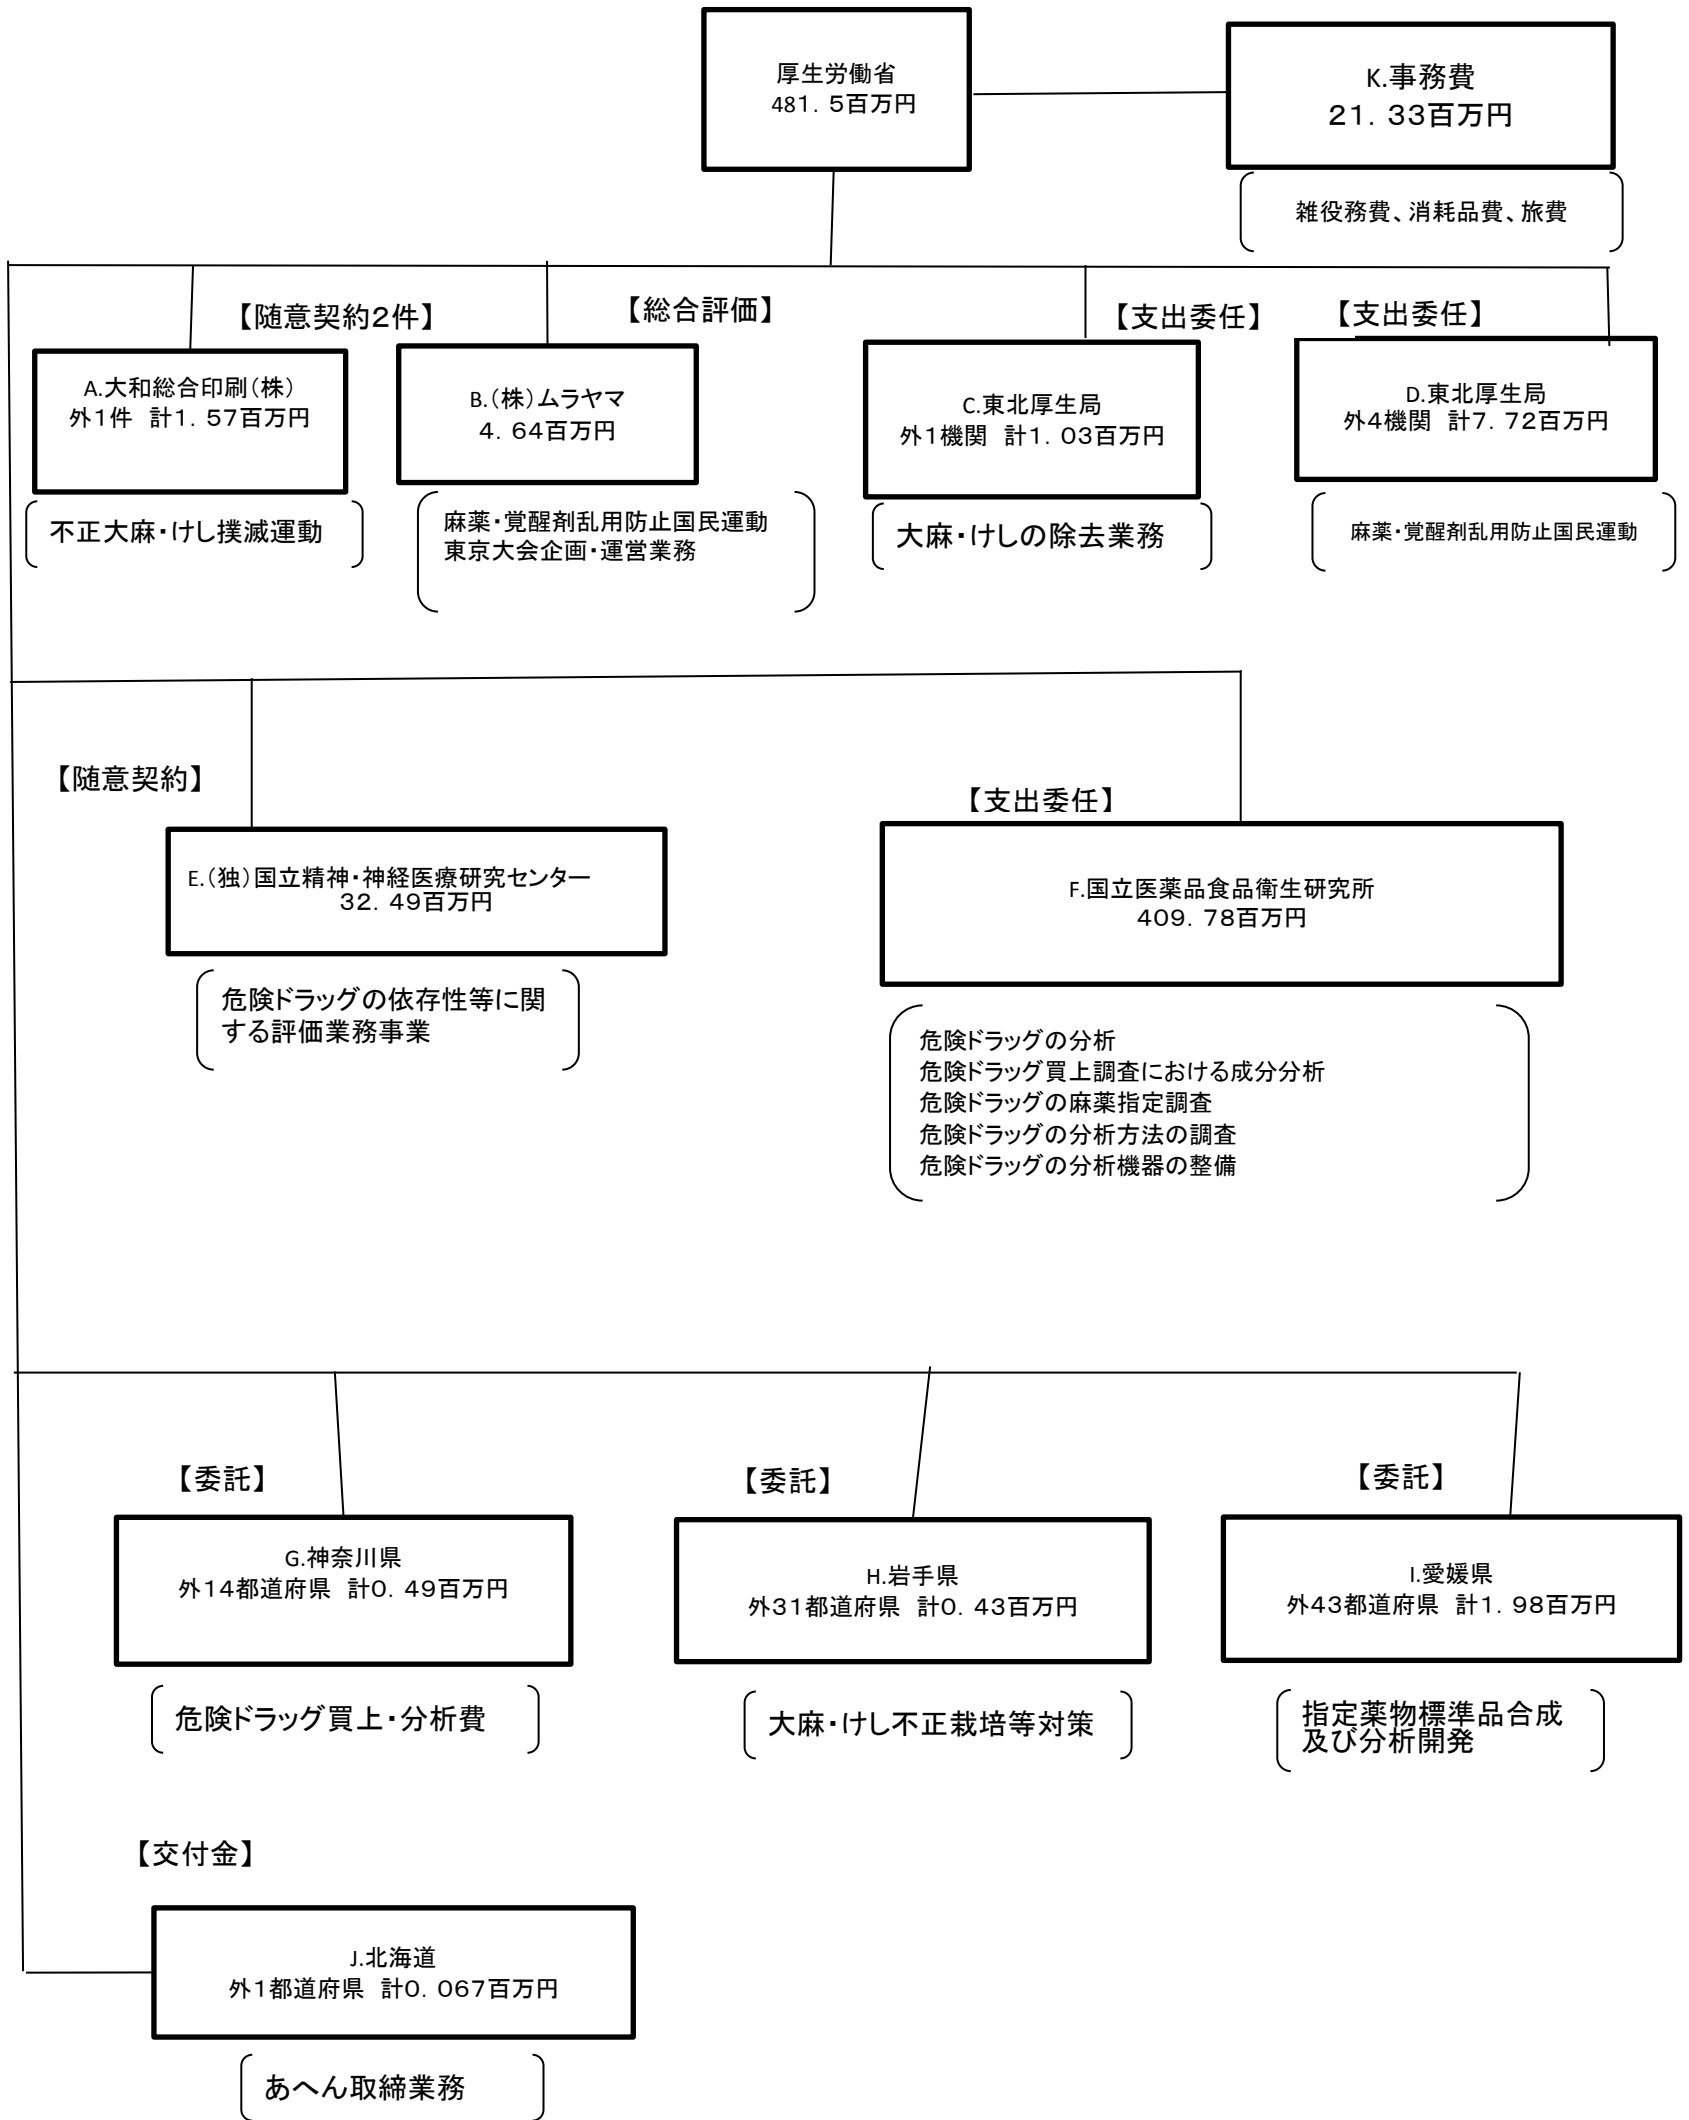 厚生労働省
481．5百万円
K.事務費
21．33百万円
雑役務費、消耗品費、旅費
【随意契約2件】
【総合評価】
【支出委任】
【支出委任】
A.大和総合印刷（株）
外1件　計1．57百万円
B.（株）ムラヤマ
4．64百万円
C.東北厚生局
外1機関　計1．03百万円
D.東北厚生局
外4機関　計7．72百万円
不正大麻・けし撲滅運動
麻薬・覚醒剤乱用防止国民運動
東京大会企画・運営業務
大麻・けしの除去業務
麻薬・覚醒剤乱用防止国民運動
【随意契約】
【支出委任】
E.（独）国立精神・神経医療研究センター
32．49百万円
F.国立医薬品食品衛生研究所
409．78百万円
危険ドラッグの依存性等に関
する評価業務事業
危険ドラッグの分析
危険ドラッグ買上調査における成分分析
危険ドラッグの麻薬指定調査
危険ドラッグの分析方法の調査
危険ドラッグの分析機器の整備
【委託】
【委託】
【委託】
G.神奈川県
外14都道府県　計0．49百万円
H.岩手県
外31都道府県　計0．43百万円
I.愛媛県
外43都道府県　計1．98百万円
危険ドラッグ買上・分析費
大麻・けし不正栽培等対策
指定薬物標準品合成
及び分析開発
【交付金】
J.北海道
外1都道府県　計0．067百万円
あへん取締業務